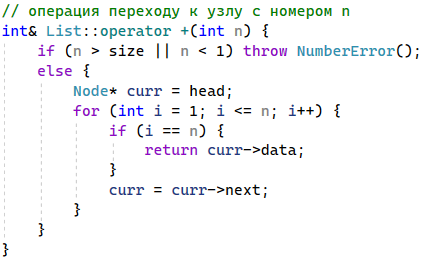 // операция переходу к узлу с номером n
int& List::operator +(int n) {
    if (n > size || n < 1) throw NumberError();
    else {
        Node* curr = head;
        for (int i = 1; i <= n; i++) {
            if (i == n) {
                return curr->data;
            }
            curr = curr->next;
        }
    }
}